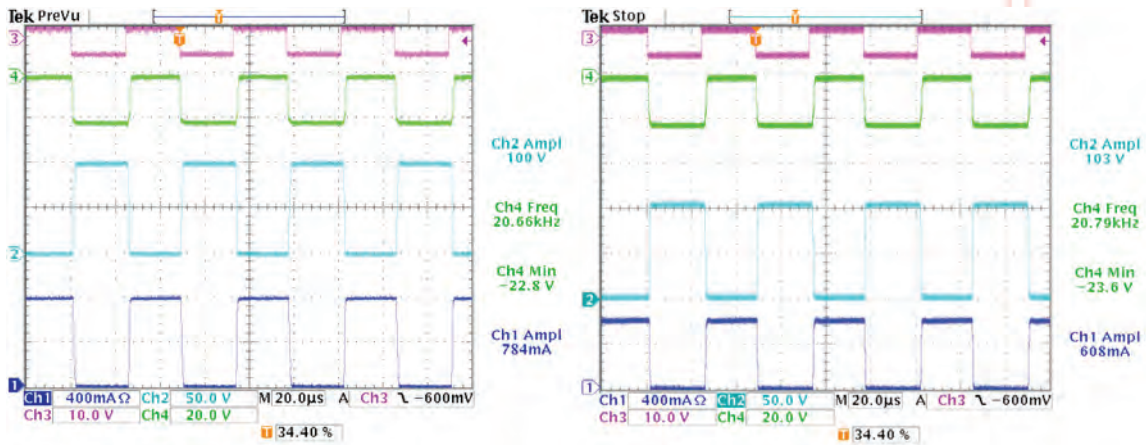 Tek PreVu
T
T
3
4
2
1
Ch2 Ampl
100 V
Ch4 Freq
20.66kHz
Ch4 Min
-22.8 V
Ch1 Ampl
784mA
Ch1 400mAΩ Ch2 50.0 V M 20.0µs A Ch3 -600mV
Ch3 10.0 V Ch4 20.0 V
T 34.40 %
Tek Stop
T
T
3
4
2
1
Ch2 Ampl
103 V
Ch4 Freq
20.79kHz
Ch4 Min
-23.6 V
Ch1 Ampl
608mA
Ch1 400mAΩ Ch2 50.0 V M 20.0µs A Ch3 -600mV
Ch3 10.0 V Ch4 20.0 V
T 34.40 %